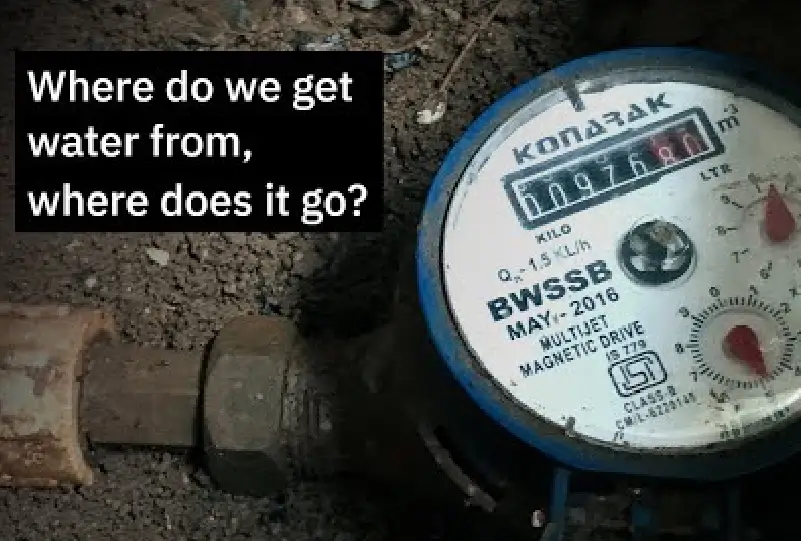 Where do we get
water from,
where does it go?
KONARAK
m³
LTR
KILO
Qn-1.5 KL/h
BWSSB
MAY - 2016
MULTIJET
MAGNETIC DRIVE
IS 779
ISI
CLASS-B